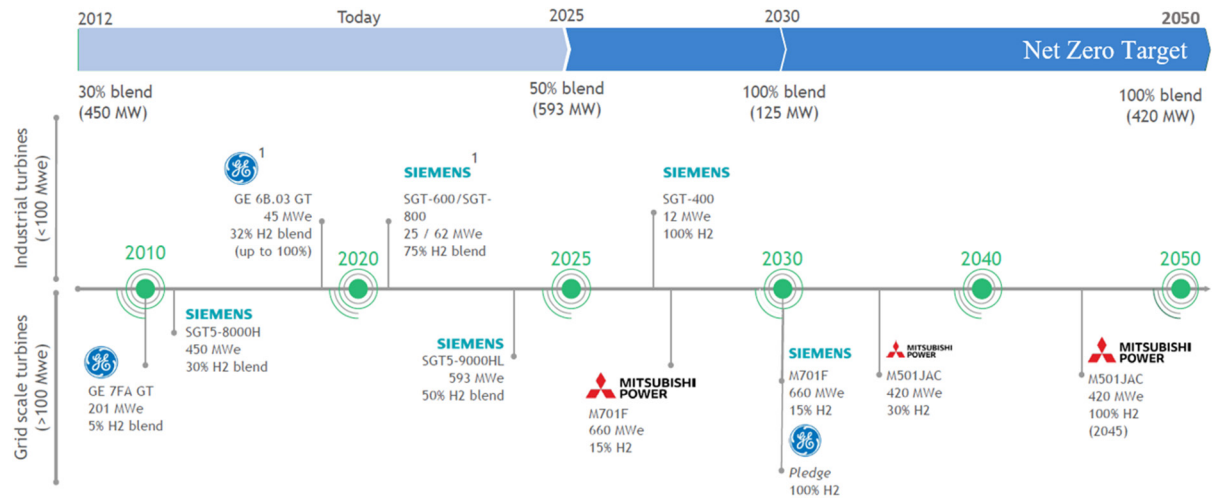 2012
Today
2025
2030
2050
Net Zero Target
30% blend
(450 MW)
50% blend
(593 MW)
100% blend
(125 MW)
100% blend
(420 MW)
Industrial turbines
(<100 Mwe)
GE
1
GE 6B.03 GT
45 MWe
32% H2 blend
(up to 100%)
SIEMENS
1
SGT-600/SGT-
800
25 / 62 MWe
75% H2 blend
SIEMENS
SGT-400
12 MWe
100% H2
2010
2020
2025
2030
2040
2050
Grid scale turbines
(>100 Mwe)
GE
GE 7FA GT
201 MWe
5% H2 blend
SIEMENS
SGT5-8000H
450 MWe
30% H2 blend
SIEMENS
SGT5-9000HL
593 MWe
50% H2 blend
MITSUBISHI
POWER
M701F
660 MWe
15% H2
SIEMENS
M701F
660 MWe
15% H2
GE
Pledge
100% H2
MITSUBISHI
POWER
M501JAC
420 MWe
30% H2
MITSUBISHI
POWER
M501JAC
420 MWe
100% H2
(2045)